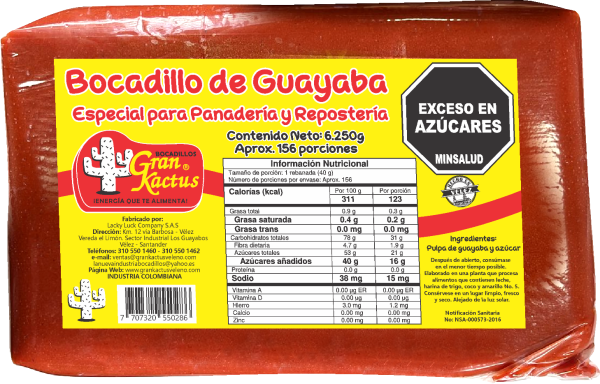 Bocadillo de Guayaba
Especial para Panadería y Repostería
Contenido Neto: 6.250g
Aprox. 156 porciones
EXCESO EN
AZÚCARES
MINSALUD
BOCADILLOS
Gran ®
Kactus
¡ENERGÍA QUE TE ALIMENTA!
Fabricado por:
Lacky Luck Company S.A.S
Dirección: Km. 12 vía Barbosa - Vélez
Vereda el Limón. Sector Industrial Los Guayabos
Vélez - Santander
Teléfonos: 310 550 1460 - 310 550 1462
e-mail: ventas@grankactusveleno.com
lanuevaindustriabocadillos@yahoo.es
Página Web: www.grankactusveleno.com
INDUSTRIA COLOMBIANA
7 707320 550286
Información Nutricional
Tamaño de porción: 1 rebanada (40 g)
Número de porciones por envase: Aprox. 156
Calorías (kcal) Por 100 g 311 Por porción 123
Grasa total 0.9 g 0.3 g
Grasa saturada 0.4 g 0.2 g
Grasa trans 0.0 mg 0.0 mg
Carbohidratos totales 78 g 31 g
Fibra dietaria 4.7 g 1.9 g
Azúcares totales 53 g 21 g
Azúcares añadidos 40 g 16 g
Proteína 0.0 g 0.0 g
Sodio 38 mg 15 mg
Vitamina A 0.00 µg ER 0.00 µg ER
Vitamina D 0.00 µg 0.00 µg
Hierro 3.0 mg 1.2 mg
Calcio 0.00 mg 0.00 mg
Zinc 0.00 mg 0.00 mg
VÉLEZ
Ingredientes:
Pulpa de guayaba y azúcar
Después de abierto, consúmase
en el menor tiempo posible.
Elaborado en una planta que procesa
alimentos que contienen leche,
harina de trigo, coco y amarillo No. 5.
Consérvese en un lugar limpio, fresco
y seco. Alejado de la luz solar.
Notificación Sanitaria
No: NSA-000573-2016